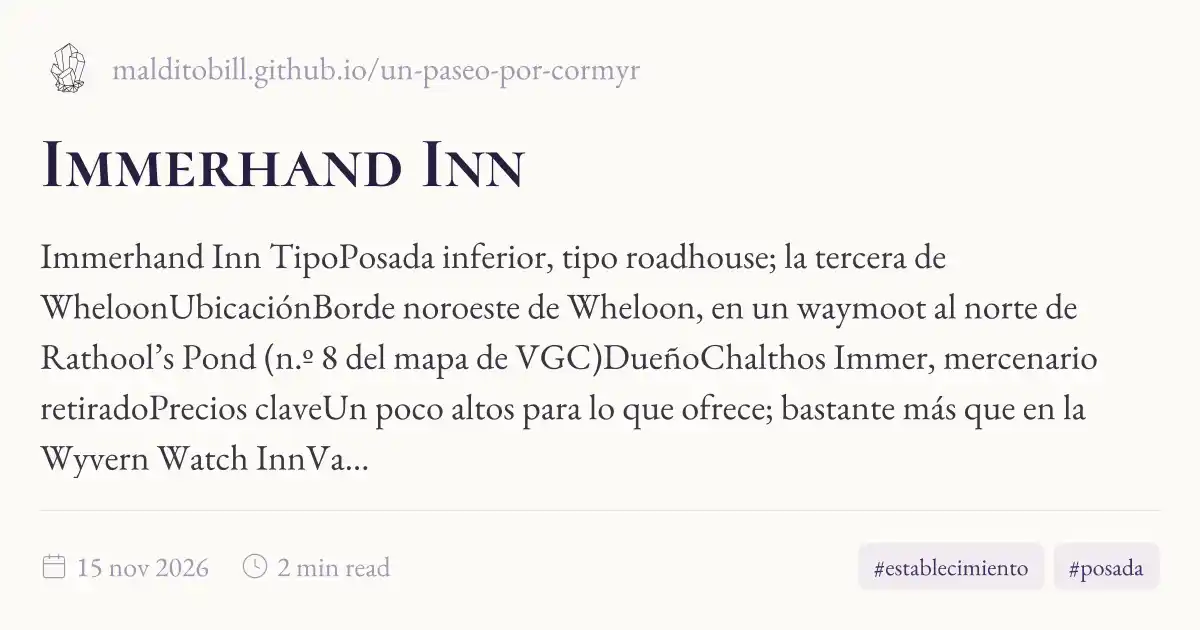 malditobill.github.io/un-paseo-por-cormyr
Immerhand Inn
Immerhand Inn TipoPosada inferior, tipo roadhouse; la tercera de
WheloonUbicaciónBorde noroeste de Wheloon, en un waymoot al norte de
Rathool’s Pond (n.º 8 del mapa de VGC)DueñoChalthos Immer, mercenario
retiradoPrecios claveUn poco altos para lo que ofrece; bastante más que en la
Wyvern Watch InnVa...
15 nov 2026
2 min read
#establecimiento
#posada